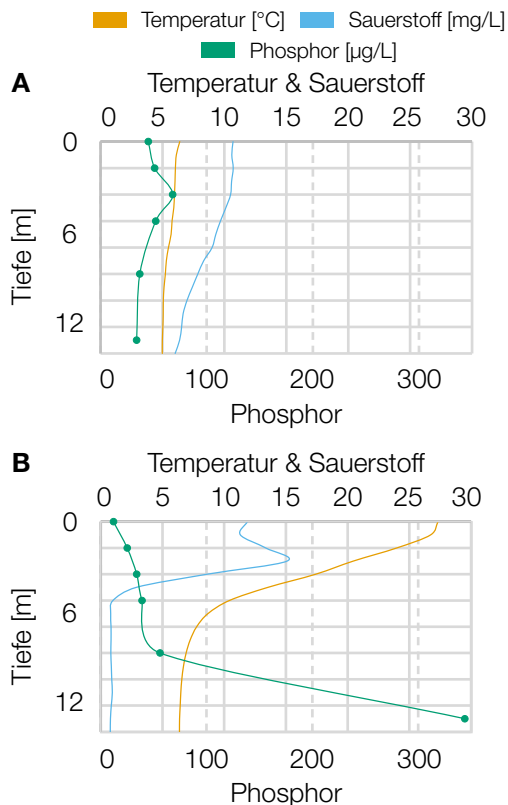 Temperatur [°C] Sauerstoff [mg/L]
Phosphor [µg/L]
A
Temperatur & Sauerstoff
0 5 10 15 20 25 30
0
6
12
Tiefe [m]
0 100 200 300
Phosphor
B
Temperatur & Sauerstoff
0 5 10 15 20 25 30
0
6
12
Tiefe [m]
0 100 200 300
Phosphor